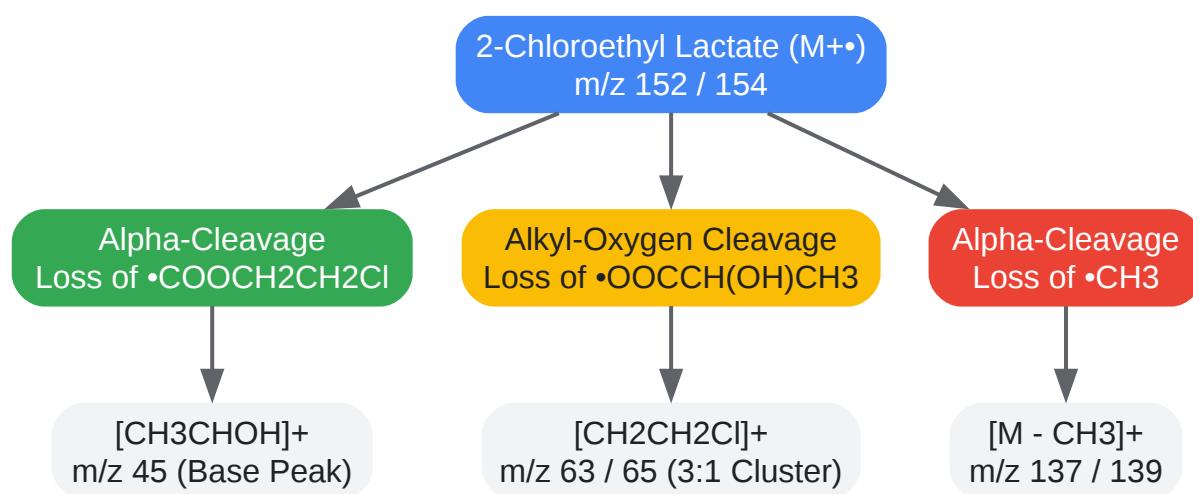 2-Chloroethyl Lactate (M+•)
m/z 152 / 154
Alpha-Cleavage
Loss of •COOCH2CH2Cl
Alkyl-Oxygen Cleavage
Loss of •OOCCH(OH)CH3
Alpha-Cleavage
Loss of •CH3
[CH3CHOH]+
m/z 45 (Base Peak)
[CH2CH2Cl]+
m/z 63 / 65 (3:1 Cluster)
[M - CH3]+
m/z 137 / 139